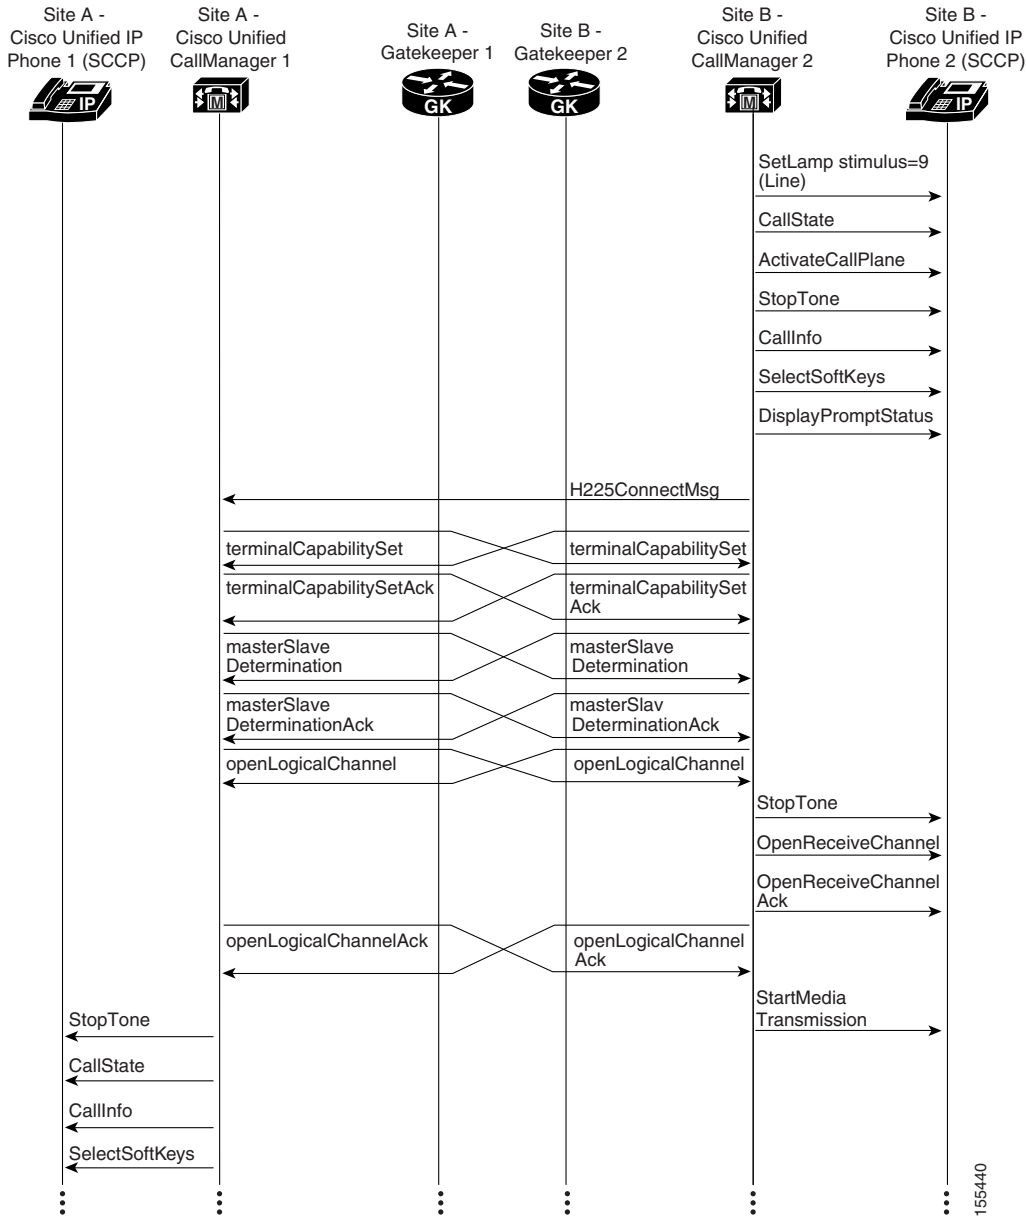 Site A -
Cisco Unified IP
Phone 1 (SCCP)
Site A -
Cisco Unified
CallManager 1
Site A -
Gatekeeper 1
Site B -
Gatekeeper 2
Site B -
Cisco Unified
CallManager 2
Site B -
Cisco Unified IP
Phone 2 (SCCP)
IP
M
GK
GK
M
IP
SetLamp stimulus=9
(Line)
CallState
ActivateCallPlane
StopTone
CallInfo
SelectSoftKeys
DisplayPromptStatus
H225ConnectMsg
terminalCapabilitySet
terminalCapabilitySet
terminalCapabilitySetAck
terminalCapabilitySet
Ack
masterSlave
Determination
masterSlave
Determination
masterSlave
DeterminationAck
masterSlav
DeterminationAck
openLogicalChannel
openLogicalChannel
StopTone
OpenReceiveChannel
OpenReceiveChannel
Ack
openLogicalChannelAck
openLogicalChannel
Ack
StartMedia
Transmission
StopTone
CallState
CallInfo
SelectSoftKeys
155440